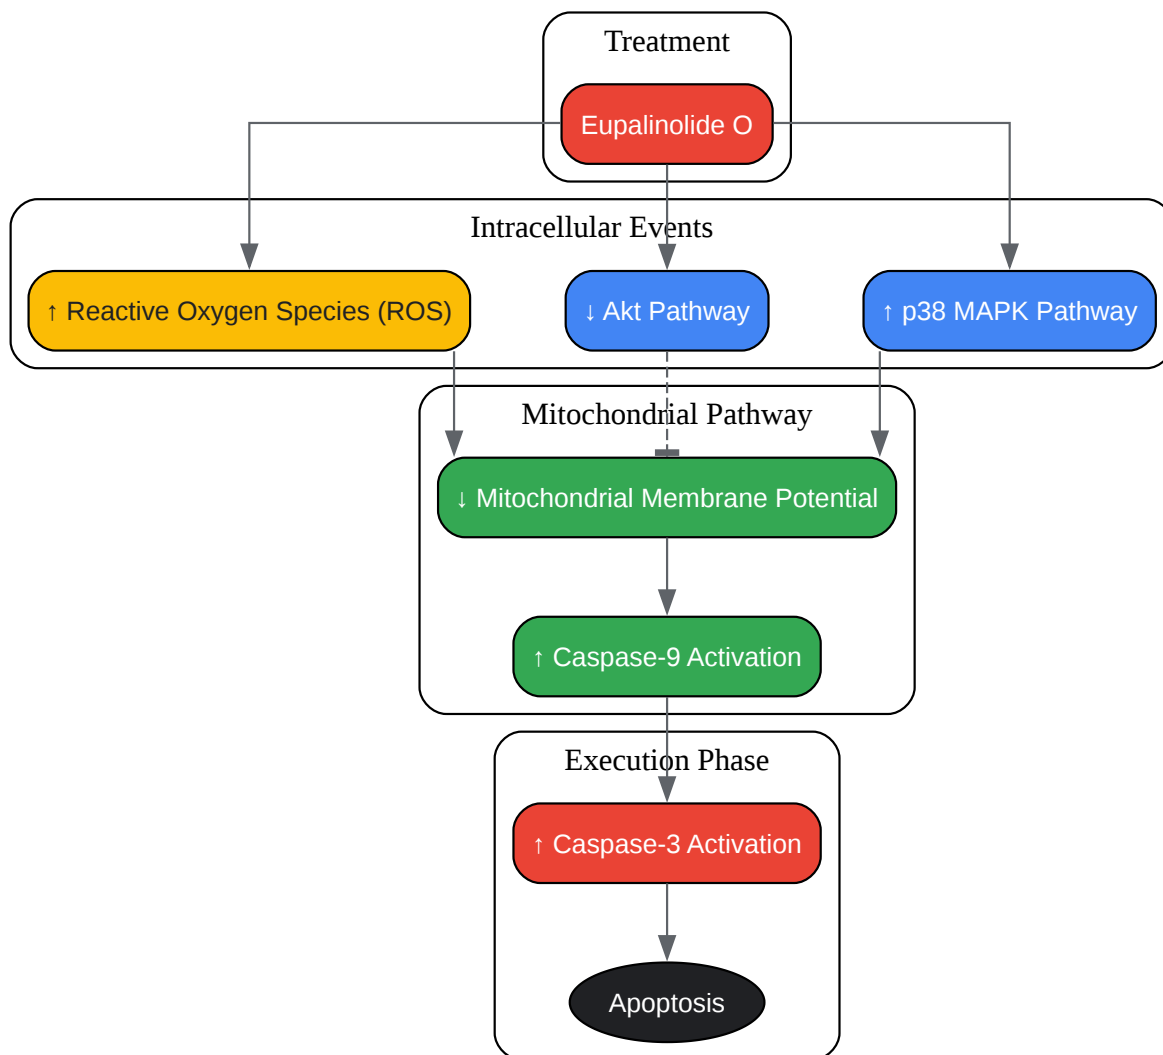 Treatment
Eupalinolide O
Intracellular Events
↑ Reactive Oxygen Species (ROS)
↓ Akt Pathway
↑ p38 MAPK Pathway
Mitochondrial Pathway
↓ Mitochondrial Membrane Potential
↑ Caspase-9 Activation
Execution Phase
↑ Caspase-3 Activation
Apoptosis